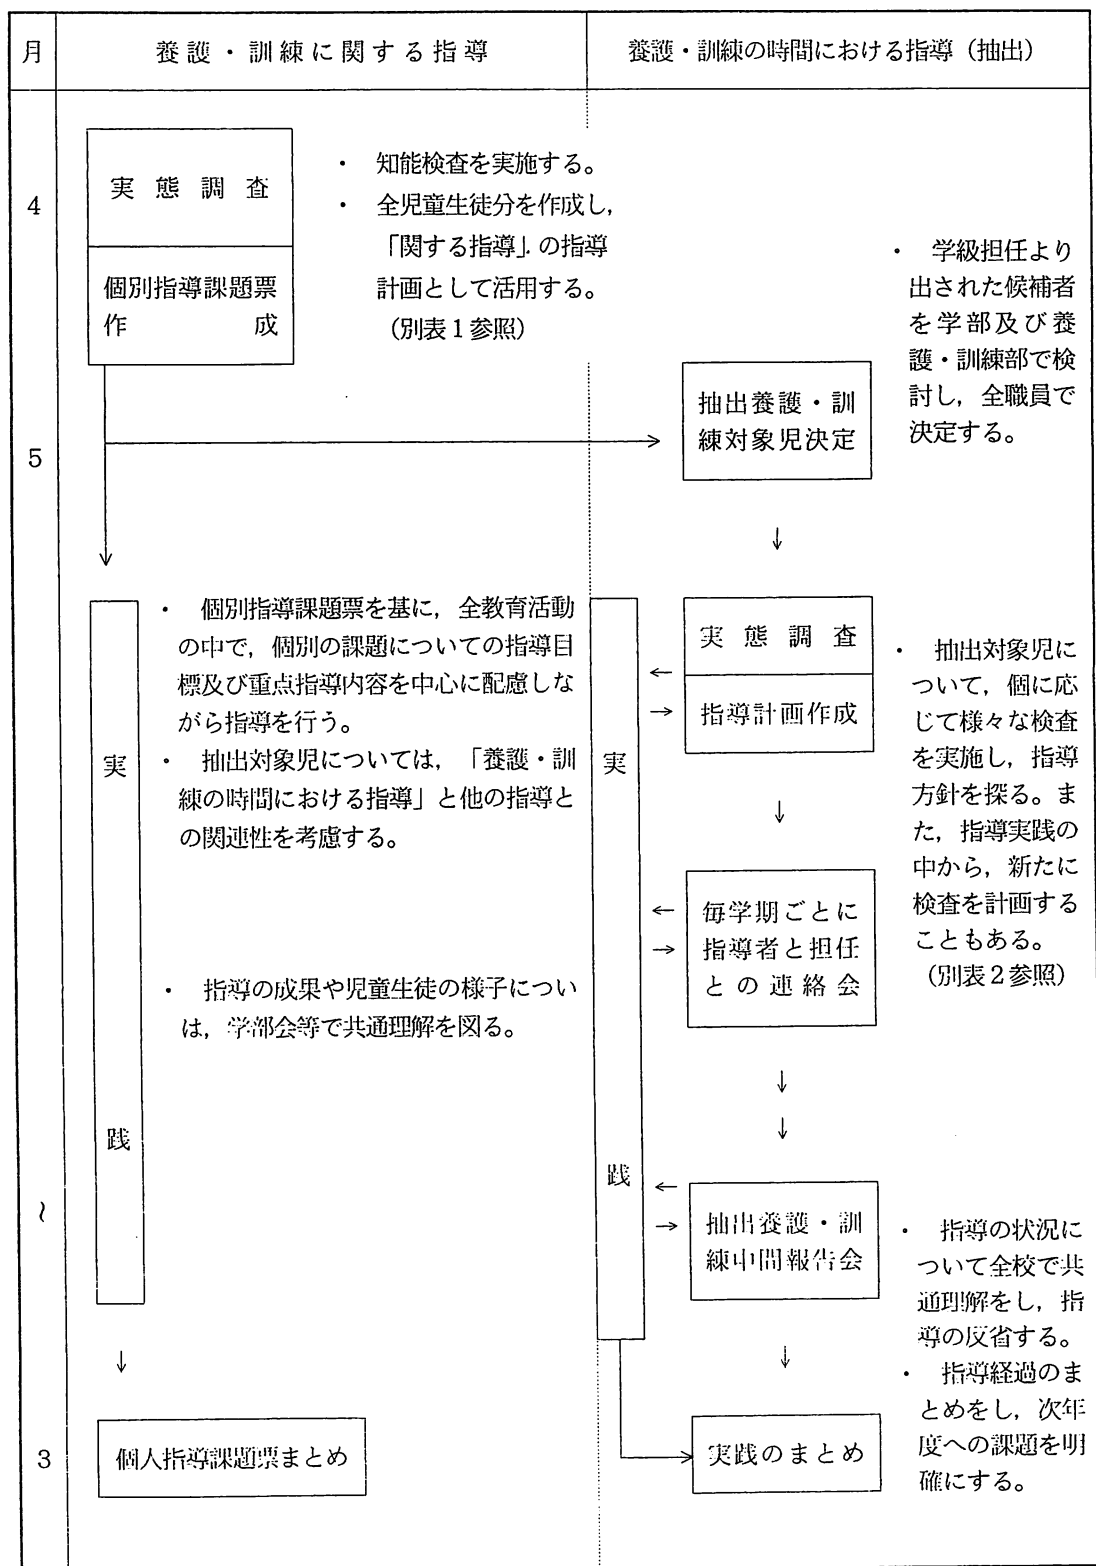 月
養護・訓練に関する指導
養護・訓練の時間における指導（抽出）
4
実態調査
個別指導課題票
作成
・　知能検査を実施する。
・　全児童生徒分を作成し，
「関する指導」の指導
計画として活用する。
（別表１参照）
・　学級担任より
出された候補者
を学部及び養
護・訓練部で検
討し，全職員で
決定する。
抽出養護・訓
練対象児決定
5
↓
実
践
・　個別指導課題票を基に，全教育活動
の中で，個別の課題についての指導目
標及び重点指導内容を中心に配慮しな
がら指導を行う。
・　抽出対象児については，「養護・訓
練の時間における指導」と他の指導と
の関連性を考慮する。
・　指導の成果や児童生徒の様子につい
は，学部会等で共通理解を図る。
実
践
実態調査
指導計画作成
←
→
↓
・　抽出対象児に
ついて，個に応
じて様々な検査
を実施し，指導
方針を探る。ま
た，指導実践の
中から，新たに
検査を計画する
こともある。
（別表２参照）
毎学期ごとに
指導者と担任
との連絡会
←
→
↓
↓
～
抽出養護・訓
練中間報告会
←
→
↓
・　指導の状況に
ついて全校で共
通理解をし，指
導の反省する。
・　指導経過のま
とめをし，次年
度への課題を明
確にする。
↓
3
個人指導課題票まとめ
実践のまとめ